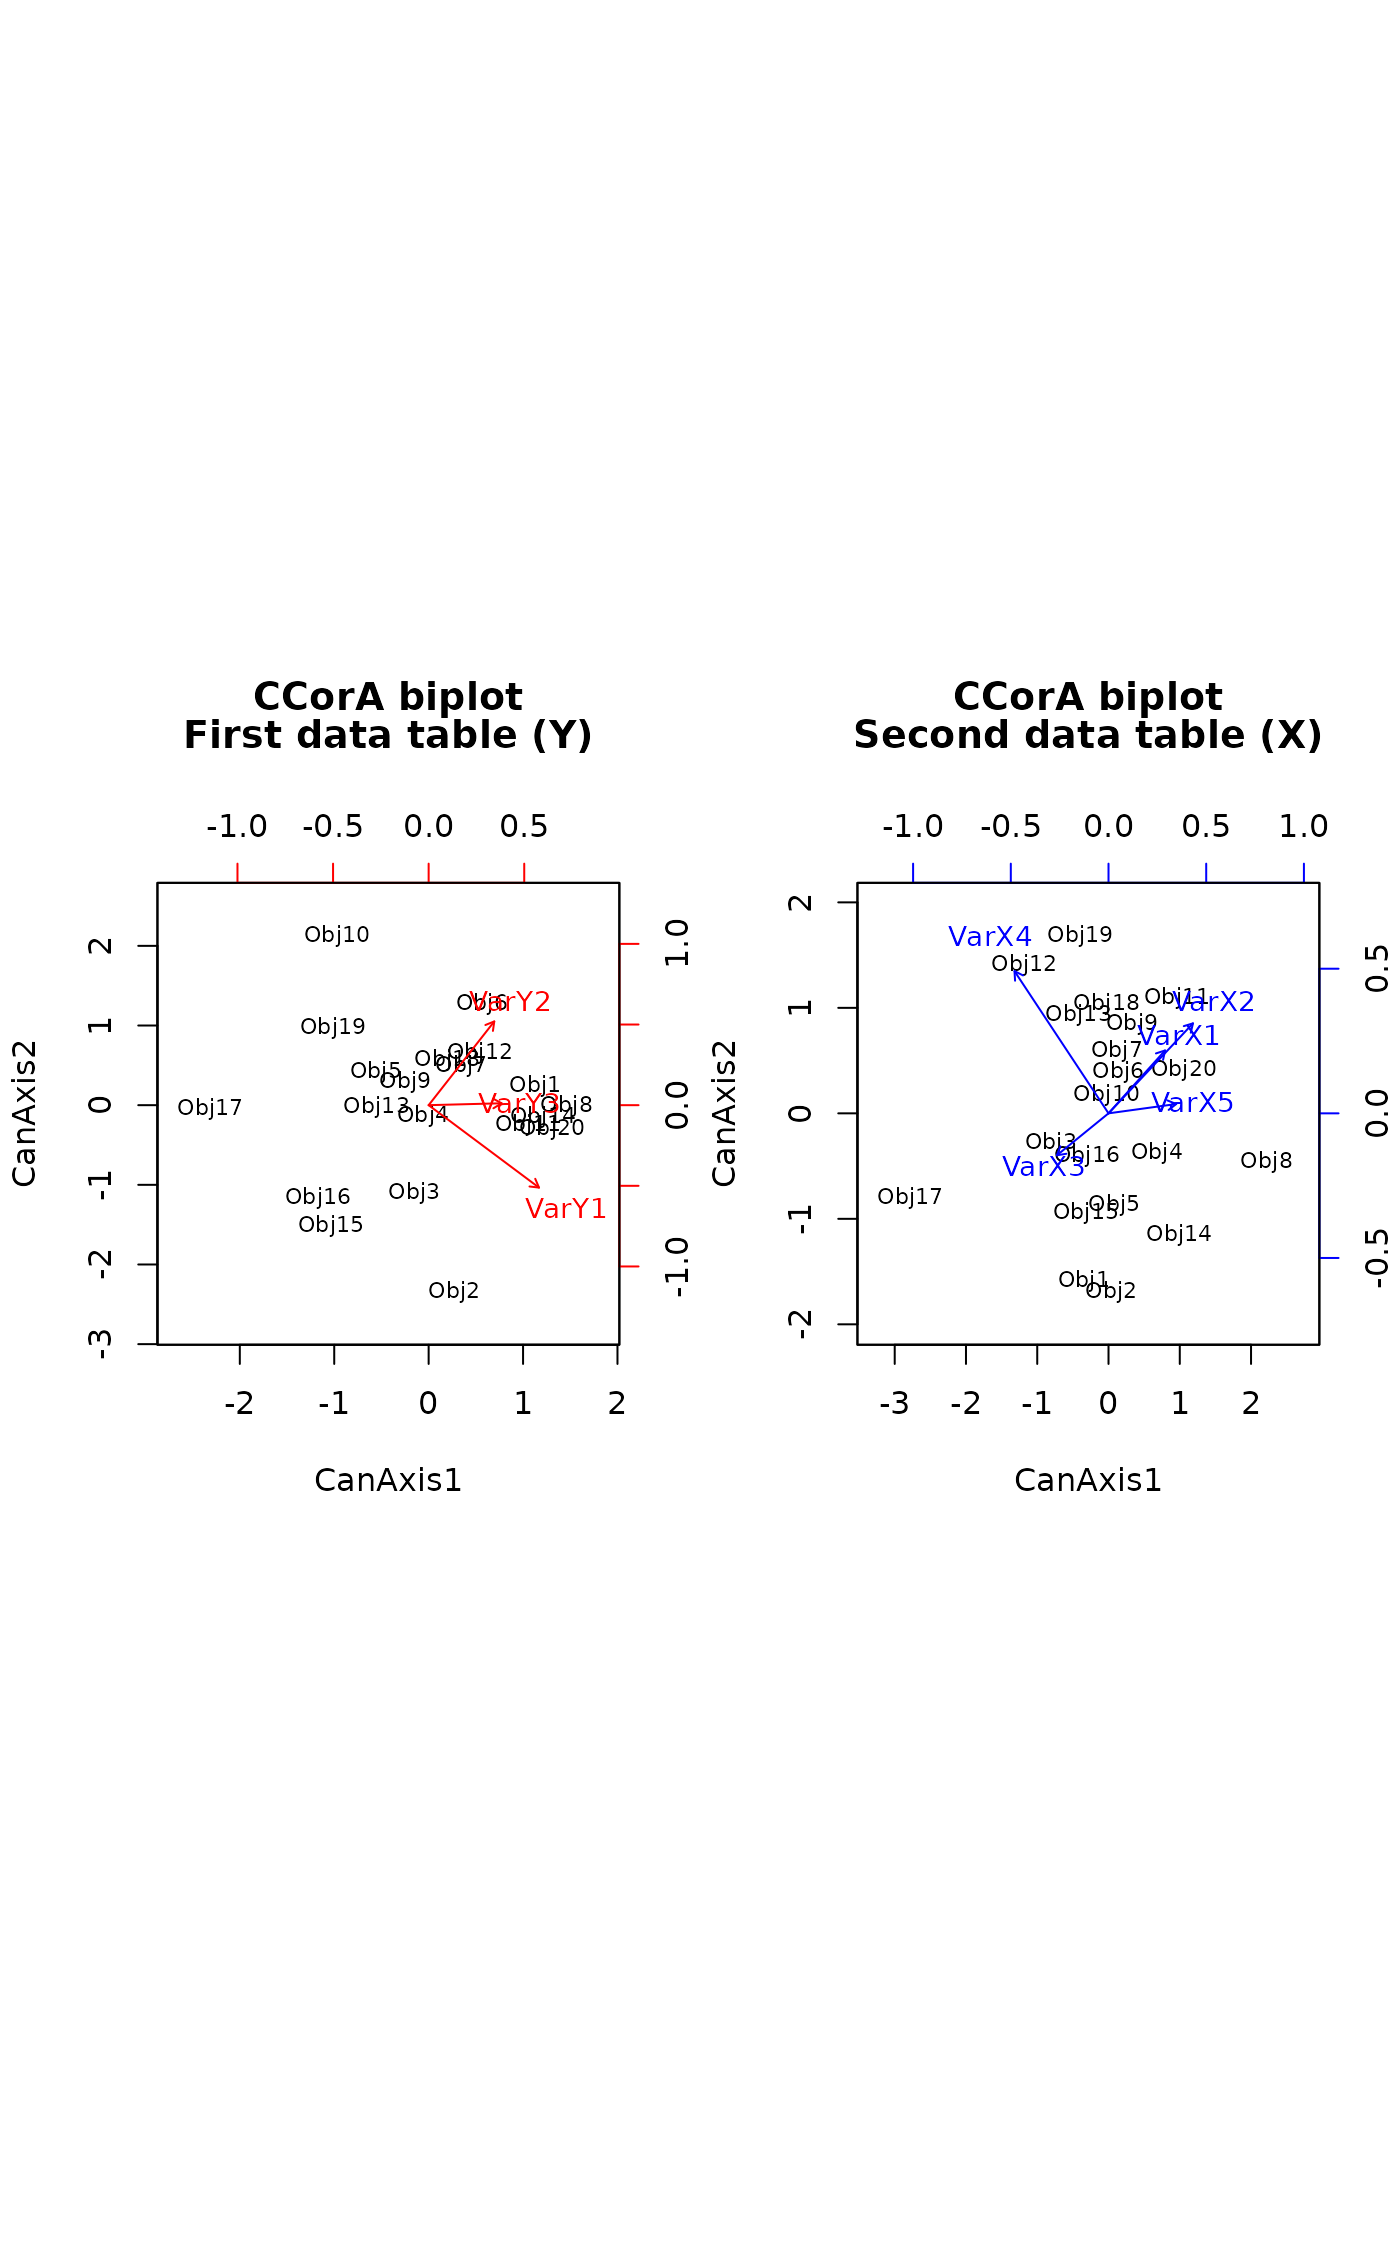 CCorA biplot
First data table (Y)
-1.0 -0.5 0.0 0.5
Obj10
Obj6
VarY2
Obj19
Obj12
Obj18
Obj7
Obj5
Obj9
Obj1
Obj17
Obj13
Obj4
VarY3
Obj8
Obj14
Obj11
Obj20
Obj3
Obj16
VarY1
Obj15
Obj2
2
1
0
-1
-2
-3
1.0
0.0
-1.0
CanAxis2
-2 -1 0 1 2
CanAxis1
CCorA biplot
Second data table (X)
-1.0 -0.5 0.0 0.5 1.0
VarX4
Obj19
Obj12
Obj18
Obj11
VarX2
Obj13
Obj9
VarX1
Obj7
Obj6
Obj20
Obj10
VarX5
Obj3
Obj16
Obj4
Obj8
VarX3
Obj17
Obj5
Obj15
Obj14
Obj1
Obj2
2
1
0
-1
-2
0.5
0.0
-0.5
CanAxis2
-3 -2 -1 0 1 2
CanAxis1